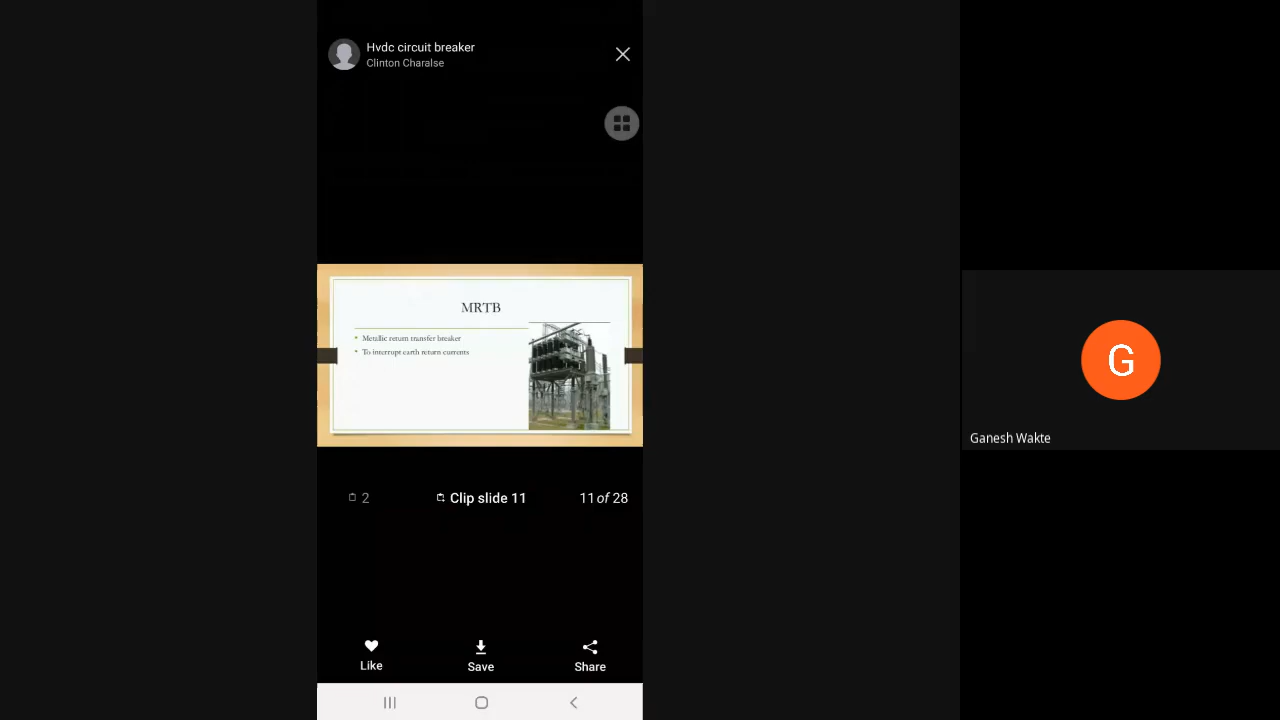 Hvdc circuit breaker
Clinton Charalse
MRTB
• Metallic return transfer breaker
• To interrupt earth return currents
2
Clip slide 11
11 of 28
Like
Save
Share
G
Ganesh Wakte